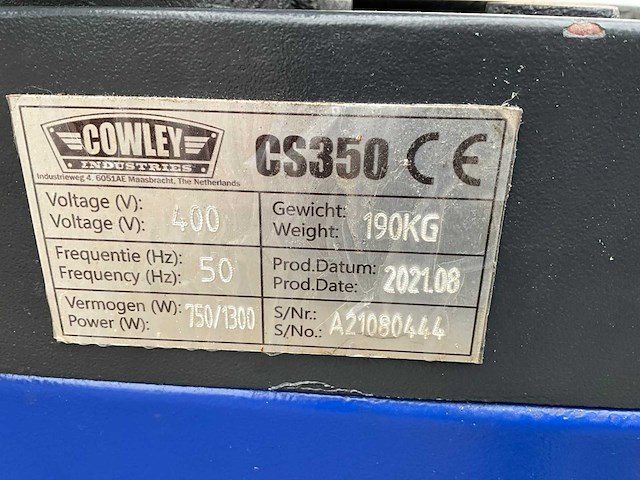 COWLEY
INDUSTRIES
Industrieweg 4, 6051AE Maasbracht, The Netherlands
CS350 CE
Voltage (V):
Voltage (V):
400
Gewicht:
Weight:
190KG
Frequentie (Hz):
Frequency (Hz):
50
Prod.Datum:
Prod.Date:
2021.08
Vermogen (W):
Power (W):
750/1300
S/Nr.:
S/No.:
A21080444